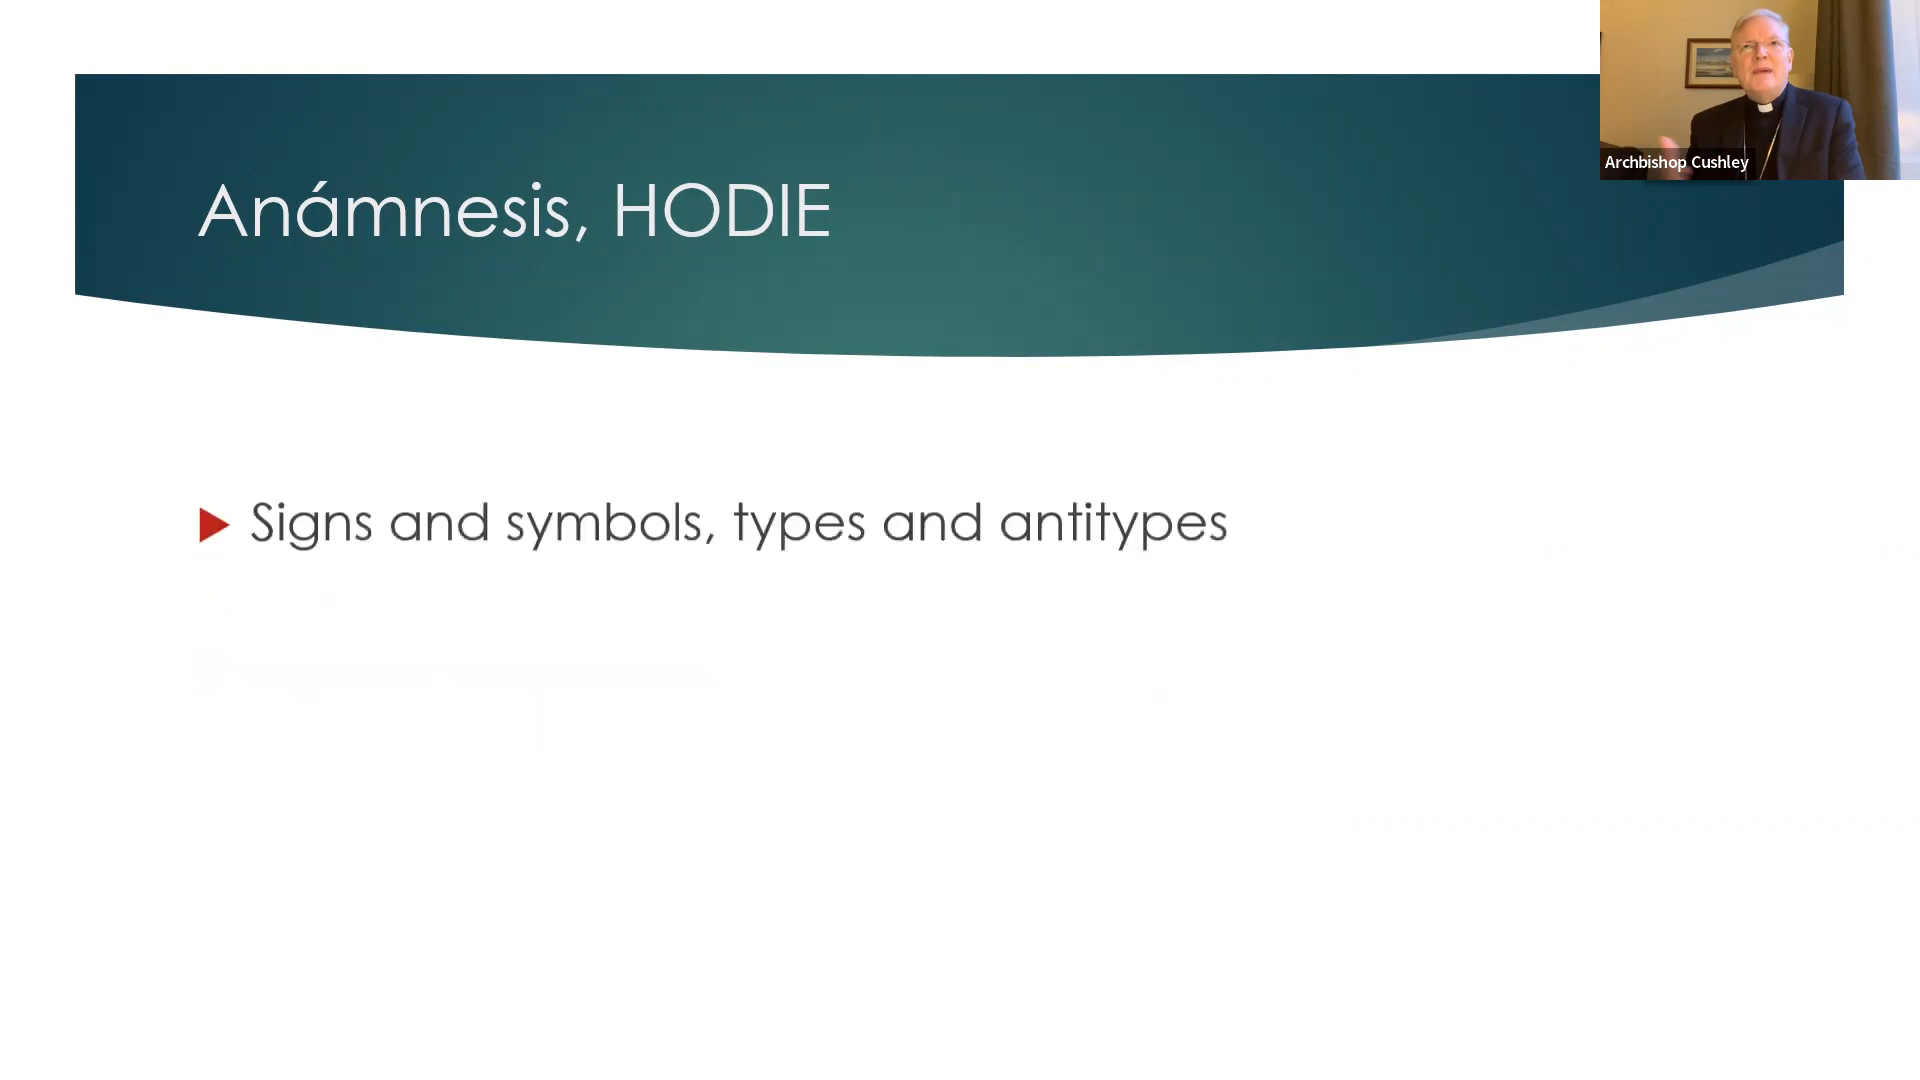 Archbishop Cushley
Anámnesis, HODIE
Signs and symbols, types and antitypes